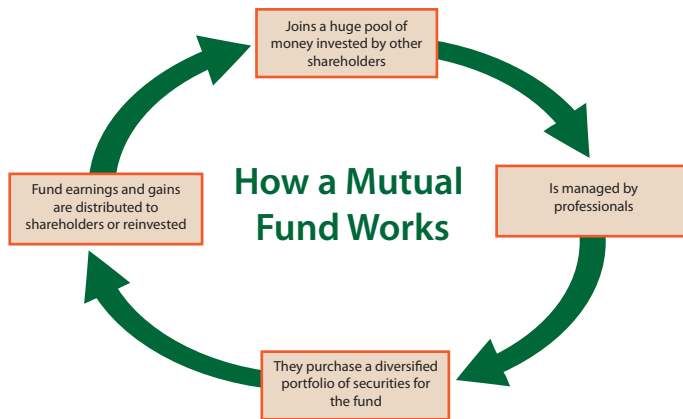 Joins a huge pool of
money invested by other
shareholders
How a Mutual
Fund Works
Is managed by
professionals
They purchase a diversified
portfolio of securities for
the fund
Fund earnings and gains
are distributed to
shareholders or reinvested